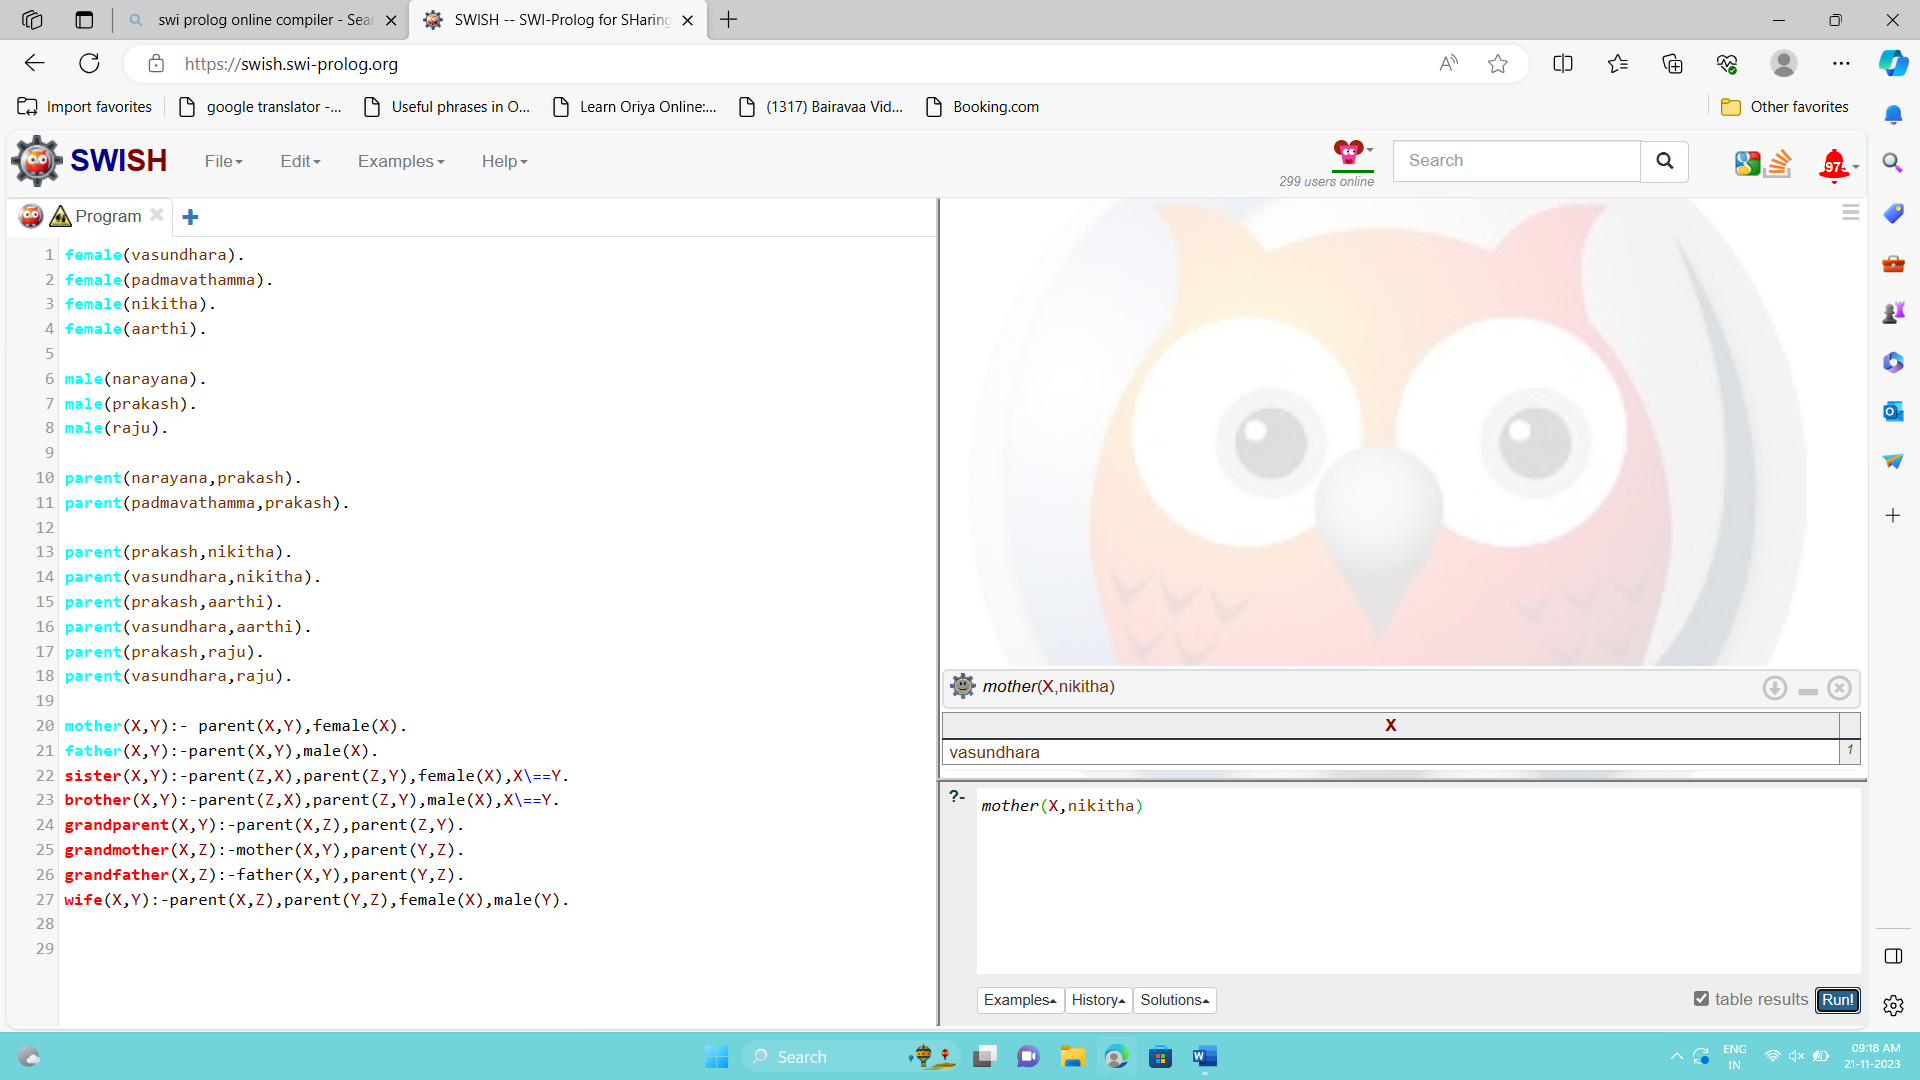 swi prolog online compiler - Sea
SWISH -- SWI-Prolog for SHaring
https://swish.swi-prolog.org
Import favorites
google translator -...
Useful phrases in O...
Learn Oriya Online:...
(1317) Bairavaa Vid...
Booking.com
Other favorites
SWISH
File
Edit
Examples
Help
299 users online
Search
Program
1 female(vasundhara).
2 female(padmavathamma).
3 female(nikitha).
4 female(aarthi).
5
6 male(narayana).
7 male(prakash).
8 male(raju).
9
10 parent(narayana,prakash).
11 parent(padmavathamma,prakash).
12
13 parent(prakash,nikitha).
14 parent(vasundhara,nikitha).
15 parent(prakash,aarthi).
16 parent(vasundhara,aarthi).
17 parent(prakash,raju).
18 parent(vasundhara,raju).
19
20 mother(X,Y):- parent(X,Y),female(X).
21 father(X,Y):-parent(X,Y),male(X).
22 sister(X,Y):-parent(Z,X),parent(Z,Y),female(X),X\==Y.
23 brother(X,Y):-parent(Z,X),parent(Z,Y),male(X),X\==Y.
24 grandparent(X,Y):-parent(X,Z),parent(Z,Y).
25 grandmother(X,Z):-mother(X,Y),parent(Y,Z).
26 grandfather(X,Z):-father(X,Y),parent(Y,Z).
27 wife(X,Y):-parent(X,Z),parent(Y,Z),female(X),male(Y).
28
29
mother(X,nikitha)
X
vasundhara 1
?- mother(X,nikitha)
Examples
History
Solutions
table results
Run!
Search
ENG
IN
09:18 AM
21-11-2023